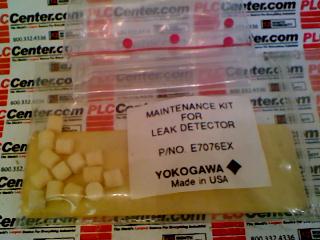 PLCCenter.com
800.332.4336
MAINTENANCE KIT
FOR
LEAK DETECTOR
P/NO. E7076EX
YOKOGAWA
Made in USA